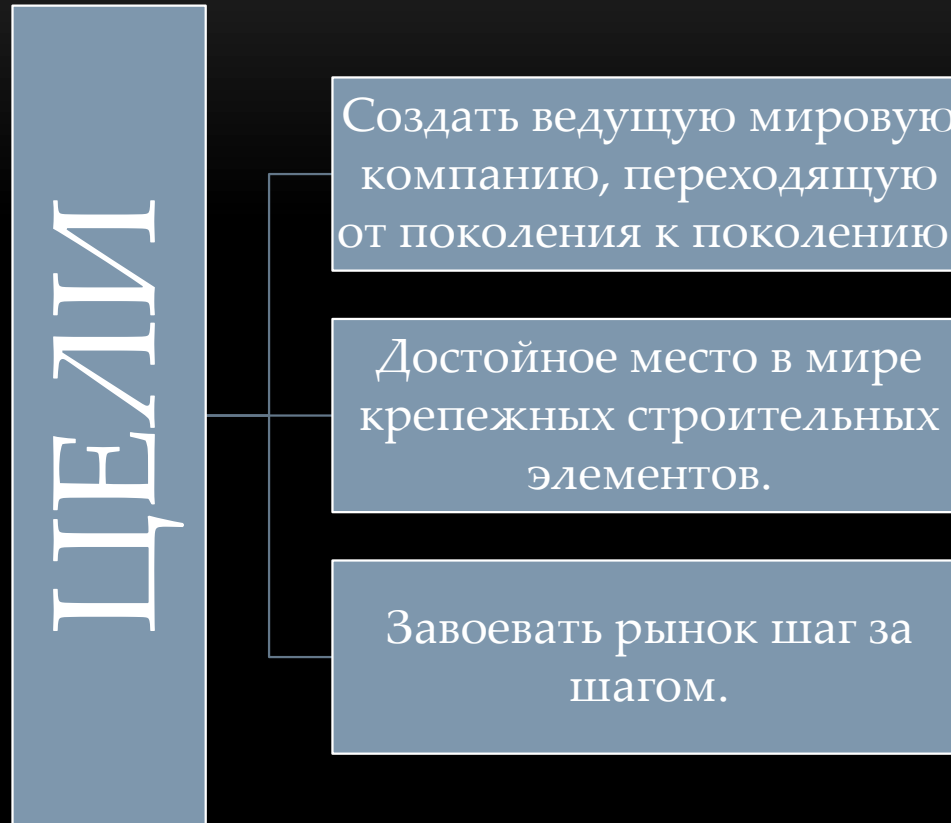 ЦЕЛИ
Создать ведущую мировую
компанию, переходящую
от поколения к поколению
Достойное место в мире
крепежных строительных
элементов.
Завоевать рынок шаг за
шагом.